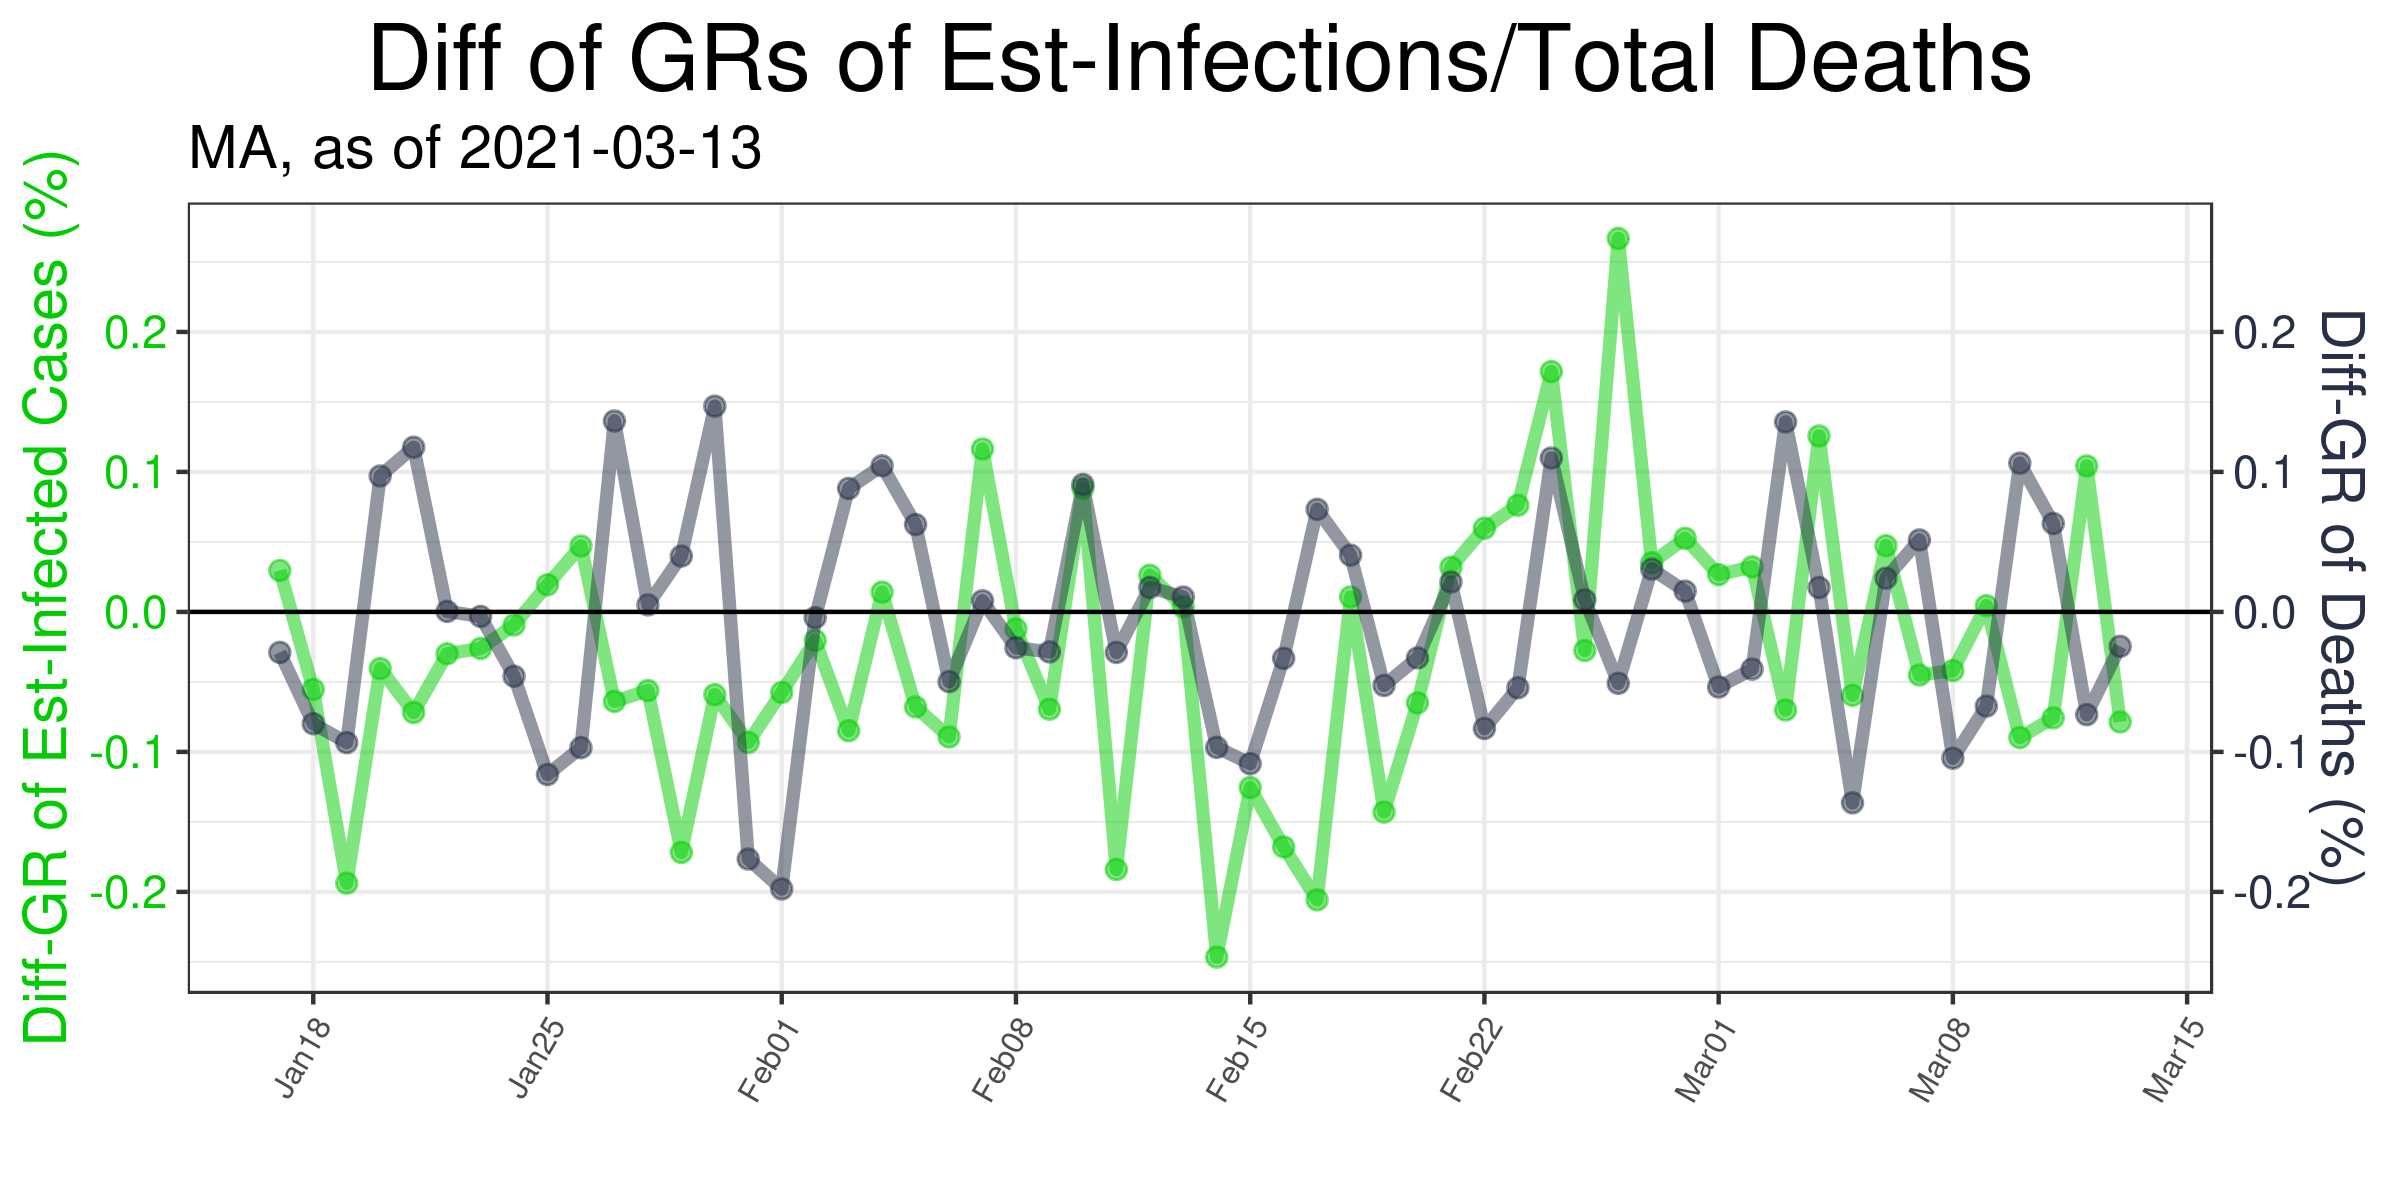 Diff of GRs of Est-Infections/Total Deaths
MA, as of 2021-03-13
Diff-GR of Est-Infected Cases (%)
0.2
0.1
0.0
-0.1
-0.2
0.2
0.1
0.0
-0.1
-0.2
Diff-GR of Deaths (%)
Jan18
Jan25
Feb01
Feb08
Feb15
Feb22
Mar01
Mar08
Mar15